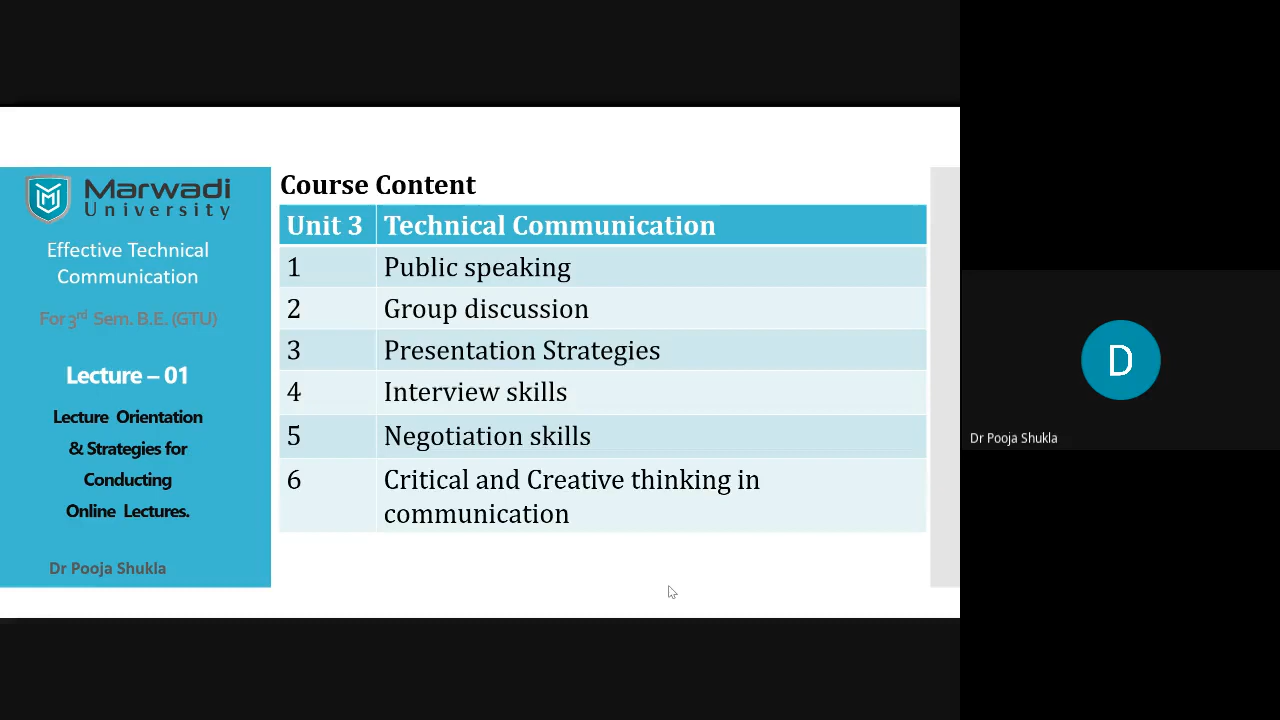 Marwadi
University
Effective Technical
Communication
For 3rd Sem. B.E. (GTU)
Lecture – 01
Lecture Orientation
& Strategies for
Conducting
Online Lectures.
Dr Pooja Shukla
Course Content
Unit 3 Technical Communication
1 Public speaking
2 Group discussion
3 Presentation Strategies
4 Interview skills
5 Negotiation skills
6 Critical and Creative thinking in
communication
D
Dr Pooja Shukla